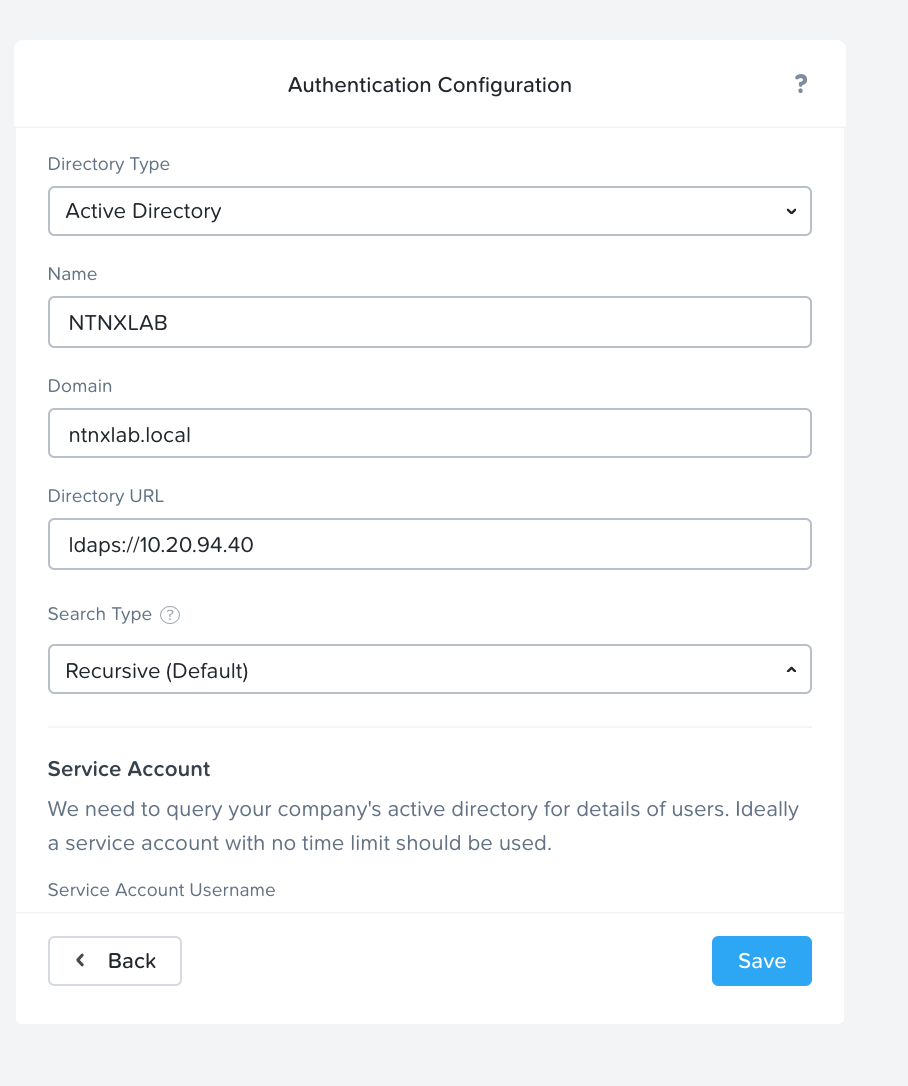 Authentication Configuration
?
Directory Type
Active Directory
Name
NTNXLAB
Domain
ntnxlab.local
Directory URL
ldaps://10.20.94.40
Search Type ?
Recursive (Default)
Service Account
We need to query your company's active directory for details of users. Ideally
a service account with no time limit should be used.
Service Account Username
Back
Save